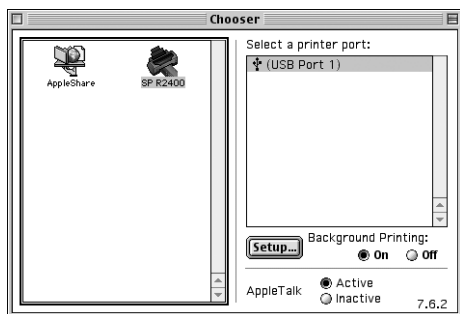 Chooser
AppleShare
SP R2400
Select a printer port:
(USB Port 1)
Setup...
Background Printing:
On
Off
AppleTalk
Active
Inactive
7.6.2